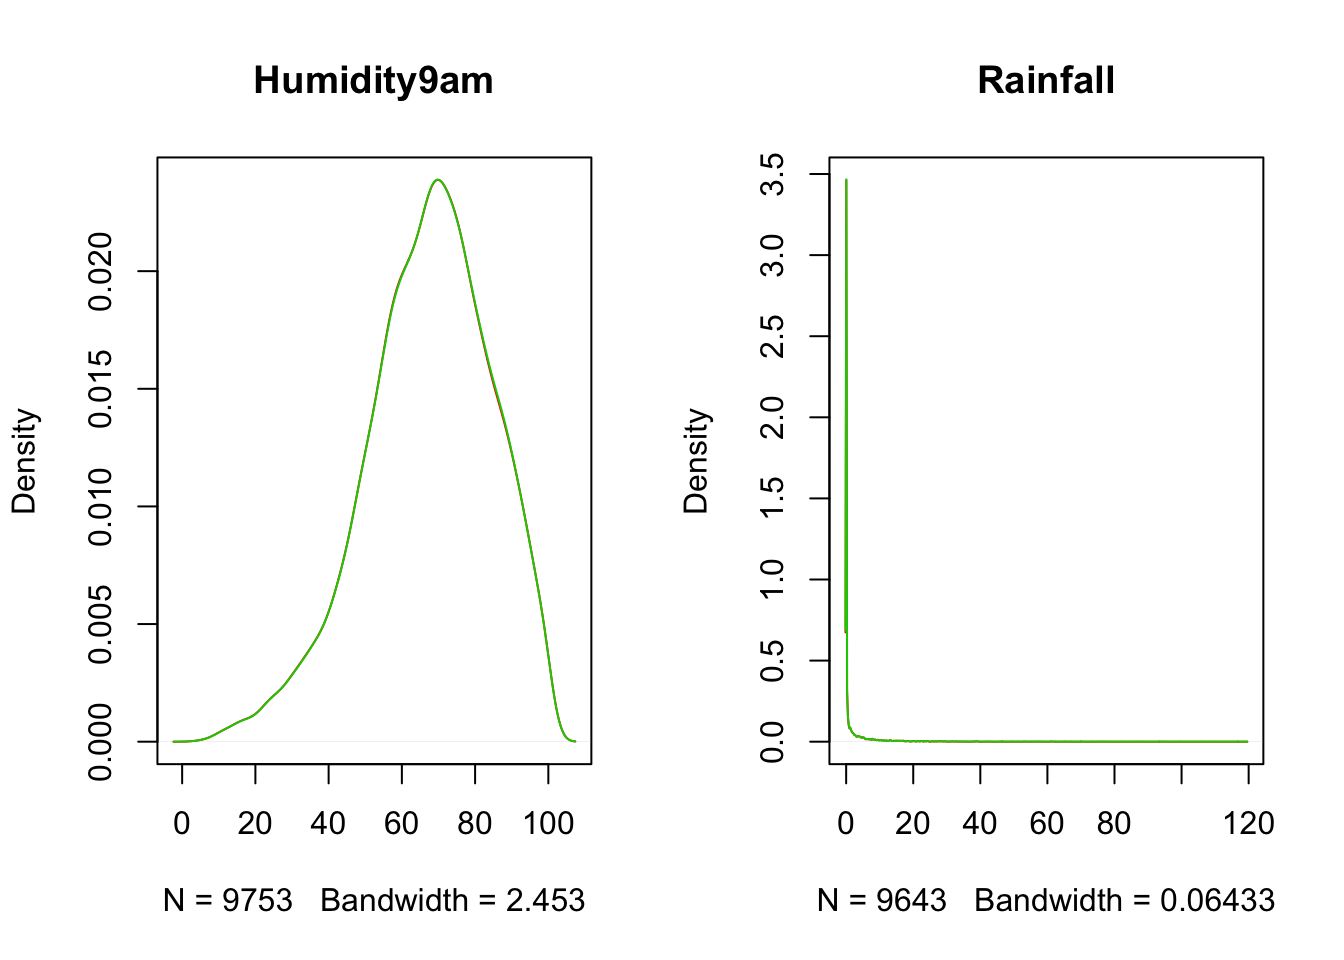 Humidity9am
Density
0.000 0.005 0.010 0.015 0.020
0 20 40 60 80 100
N = 9753 Bandwidth = 2.453
Rainfall
Density
0.0 0.5 1.0 1.5 2.0 2.5 3.0 3.5
0 20 40 60 80 120
N = 9643 Bandwidth = 0.06433